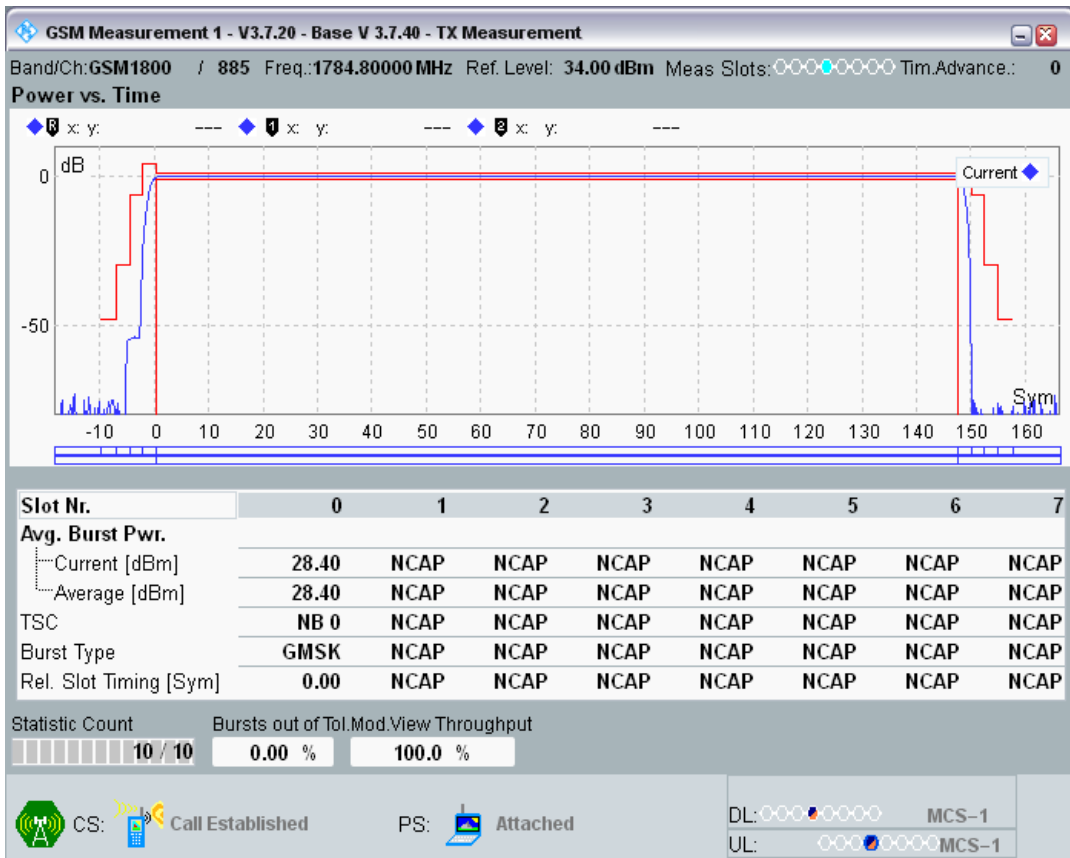 GSM Measurement 1 - V3.7.20 - Base V 3.7.40 - TX Measurement
Band/Ch:GSM1800 / 885 Freq.:1784.80000 MHz Ref. Level: 34.00 dBm Meas Slots: Tim.Advance.: 0
Power vs. Time
R x: y: --- 1 x: y: --- 2 x: y: ---
dB
Current
0
-50
Sym
-10 0 10 20 30 40 50 60 70 80 90 100 110 120 130 140 150 160
Slot Nr. 0 1 2 3 4 5 6 7
Avg. Burst Pwr.
Current [dBm] 28.40 NCAP NCAP NCAP NCAP NCAP NCAP NCAP
Average [dBm] 28.40 NCAP NCAP NCAP NCAP NCAP NCAP NCAP
TSC NB 0 NCAP NCAP NCAP NCAP NCAP NCAP NCAP
Burst Type GMSK NCAP NCAP NCAP NCAP NCAP NCAP NCAP
Rel. Slot Timing [Sym] 0.00 NCAP NCAP NCAP NCAP NCAP NCAP NCAP
Statistic Count Bursts out of Tol.Mod.View Throughput
10 / 10 0.00 % 100.0 %
CS: Call Established PS: Attached
DL: MCS-1
UL: MCS-1